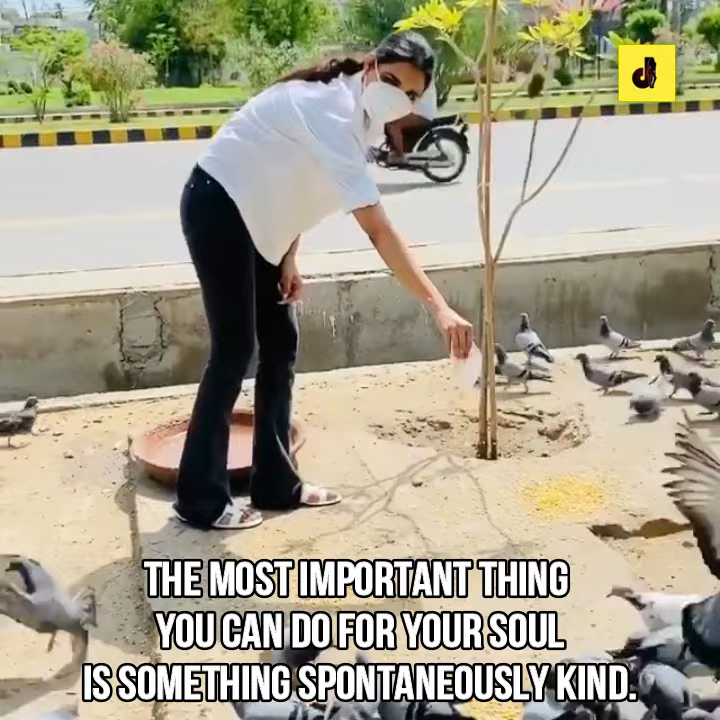 THE MOST IMPORTANT THING
YOU CAN DO FOR YOUR SOUL
IS SOMETHING SPONTANEOUSLY KIND.